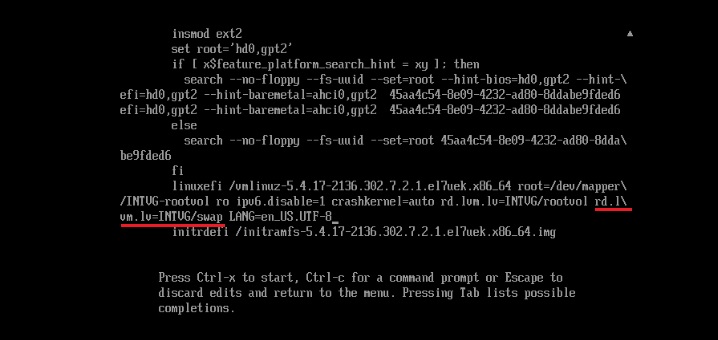 insmod ext2
set root='hd0,gpt2'
if [ x$feature_platform_search_hint = xy ]; then
search --no-floppy --fs-uuid --set=root --hint-bios=hd0,gpt2 --hint-\
efi=hd0,gpt2 --hint-baremetal=ahci0,gpt2  45aa4c54-8e09-4232-ad80-8ddabe9fded6
efi=hd0,gpt2 --hint-baremetal=ahci0,gpt2  45aa4c54-8e09-4232-ad80-8ddabe9fded6
else
search --no-floppy --fs-uuid --set=root 45aa4c54-8e09-4232-ad80-8dda\
be9fded6
fi
linuxefi /vmlinuz-5.4.17-2136.302.7.2.1.el7uek.x86_64 root=/dev/mapper\
/INTVG-rootvol ro ipv6.disable=1 crashkernel=auto rd.lvm.lv=INTVG/rootvol rd.l\
vm.lv=INTVG/swap LANG=en_US.UTF-8_
initrdefi /initramfs-5.4.17-2136.302.7.2.1.el7uek.x86_64.img
Press Ctrl-x to start, Ctrl-c for a command prompt or Escape to
discard edits and return to the menu. Pressing Tab lists possible
completions.